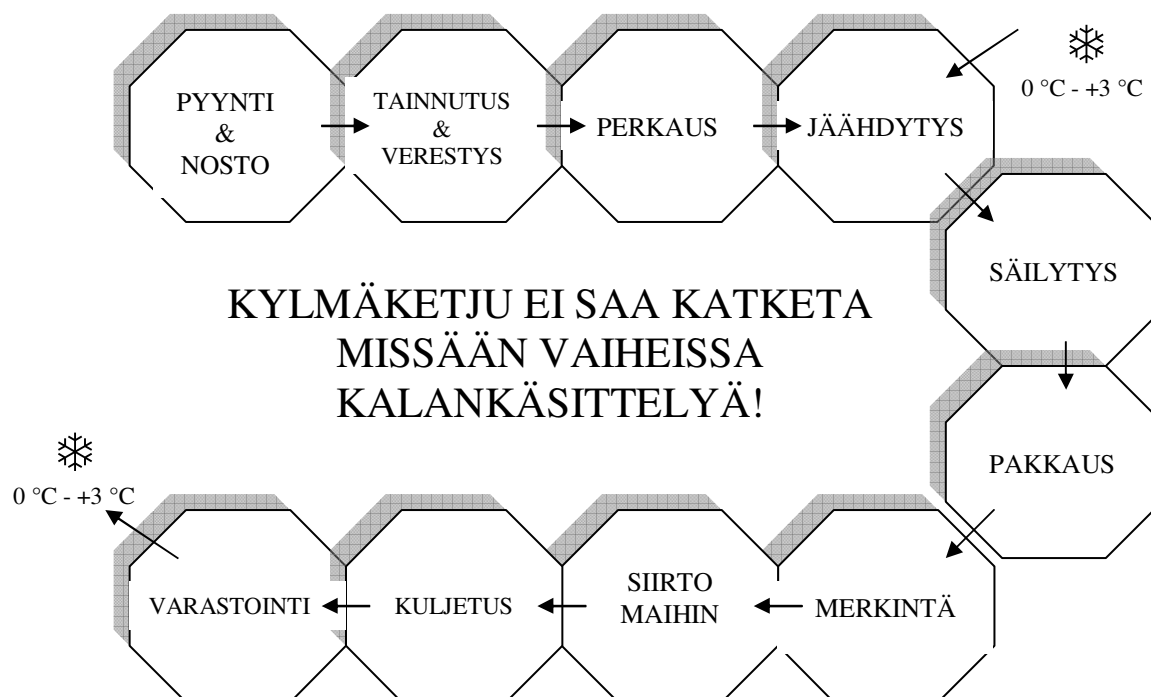 PYYNTI
&
NOSTO
TAINNUTUS
&
VERESTYS
PERKAUS
JÄÄHDYTYS
0 °C - +3 °C
SÄILYTYS
KYLMÄKETJU EI SAA KATKETA
MISSÄÄN VAIHEISSA
KALANKÄSITTELYÄ!
PAKKAUS
MERKINTÄ
SIIRTO
MAIHIN
KULJETUS
VARASTOINTI
0 °C - +3 °C